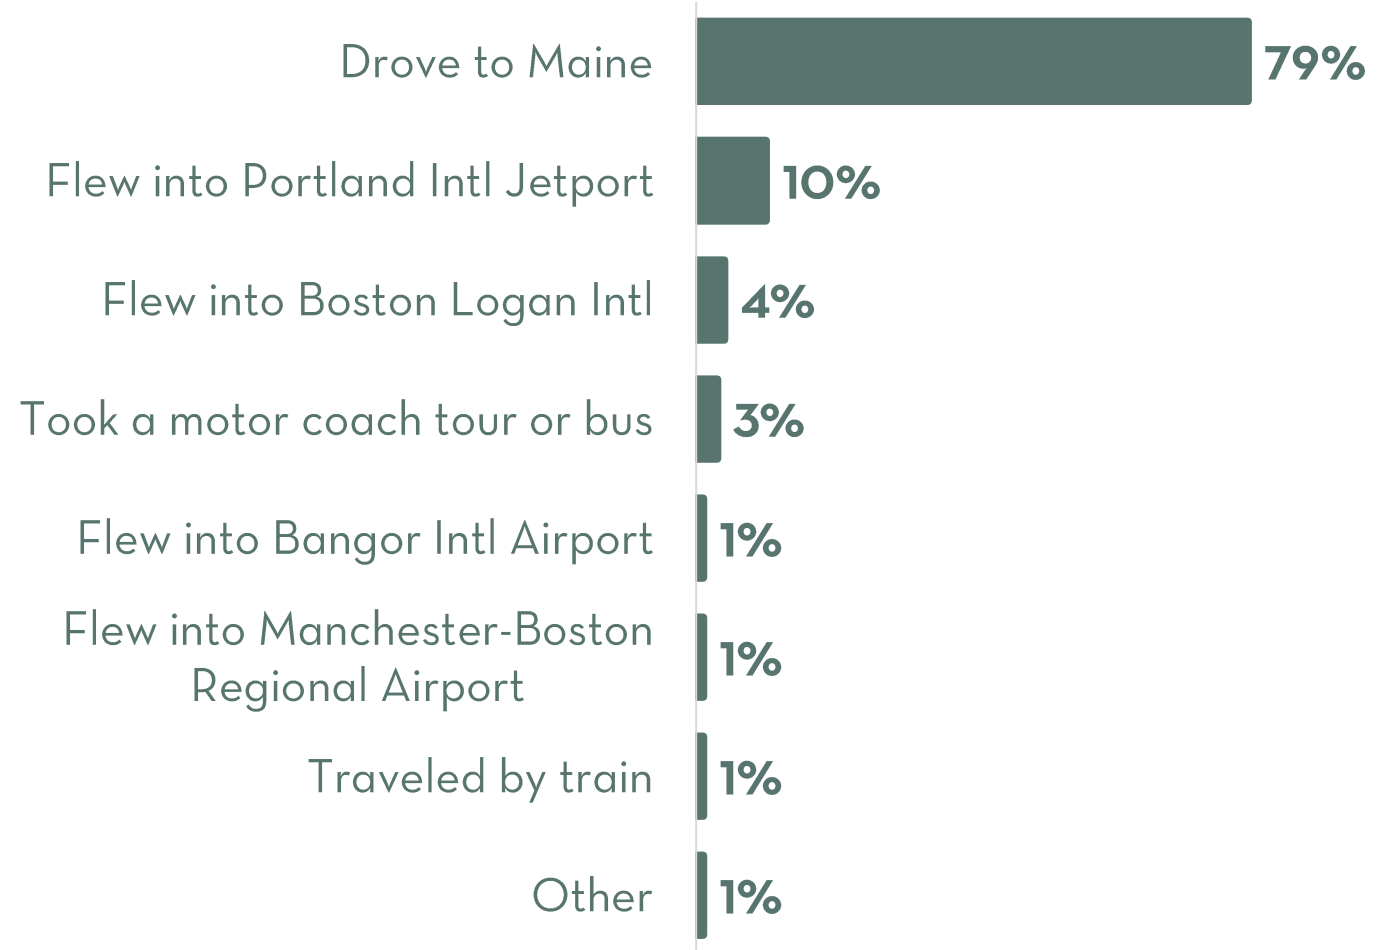 Drove to Maine 79%
Flew into Portland Intl Jetport 10%
Flew into Boston Logan Intl 4%
Took a motor coach tour or bus 3%
Flew into Bangor Intl Airport 1%
Flew into Manchester-Boston
Regional Airport 1%
Traveled by train 1%
Other 1%